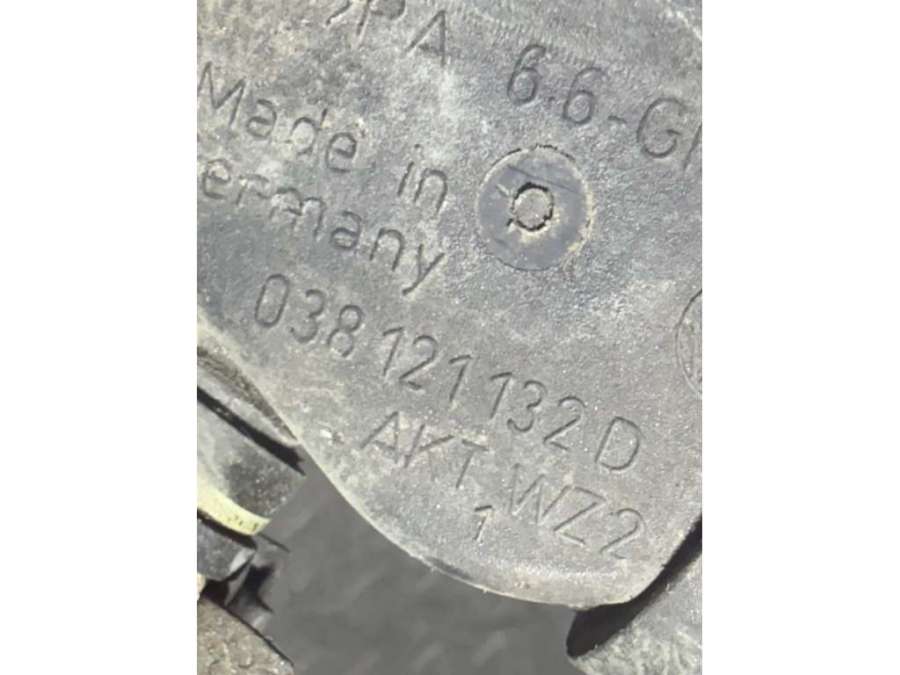 PA 6.6-G
Made in
ermany
038 121 132 D
AKT WZ2
1